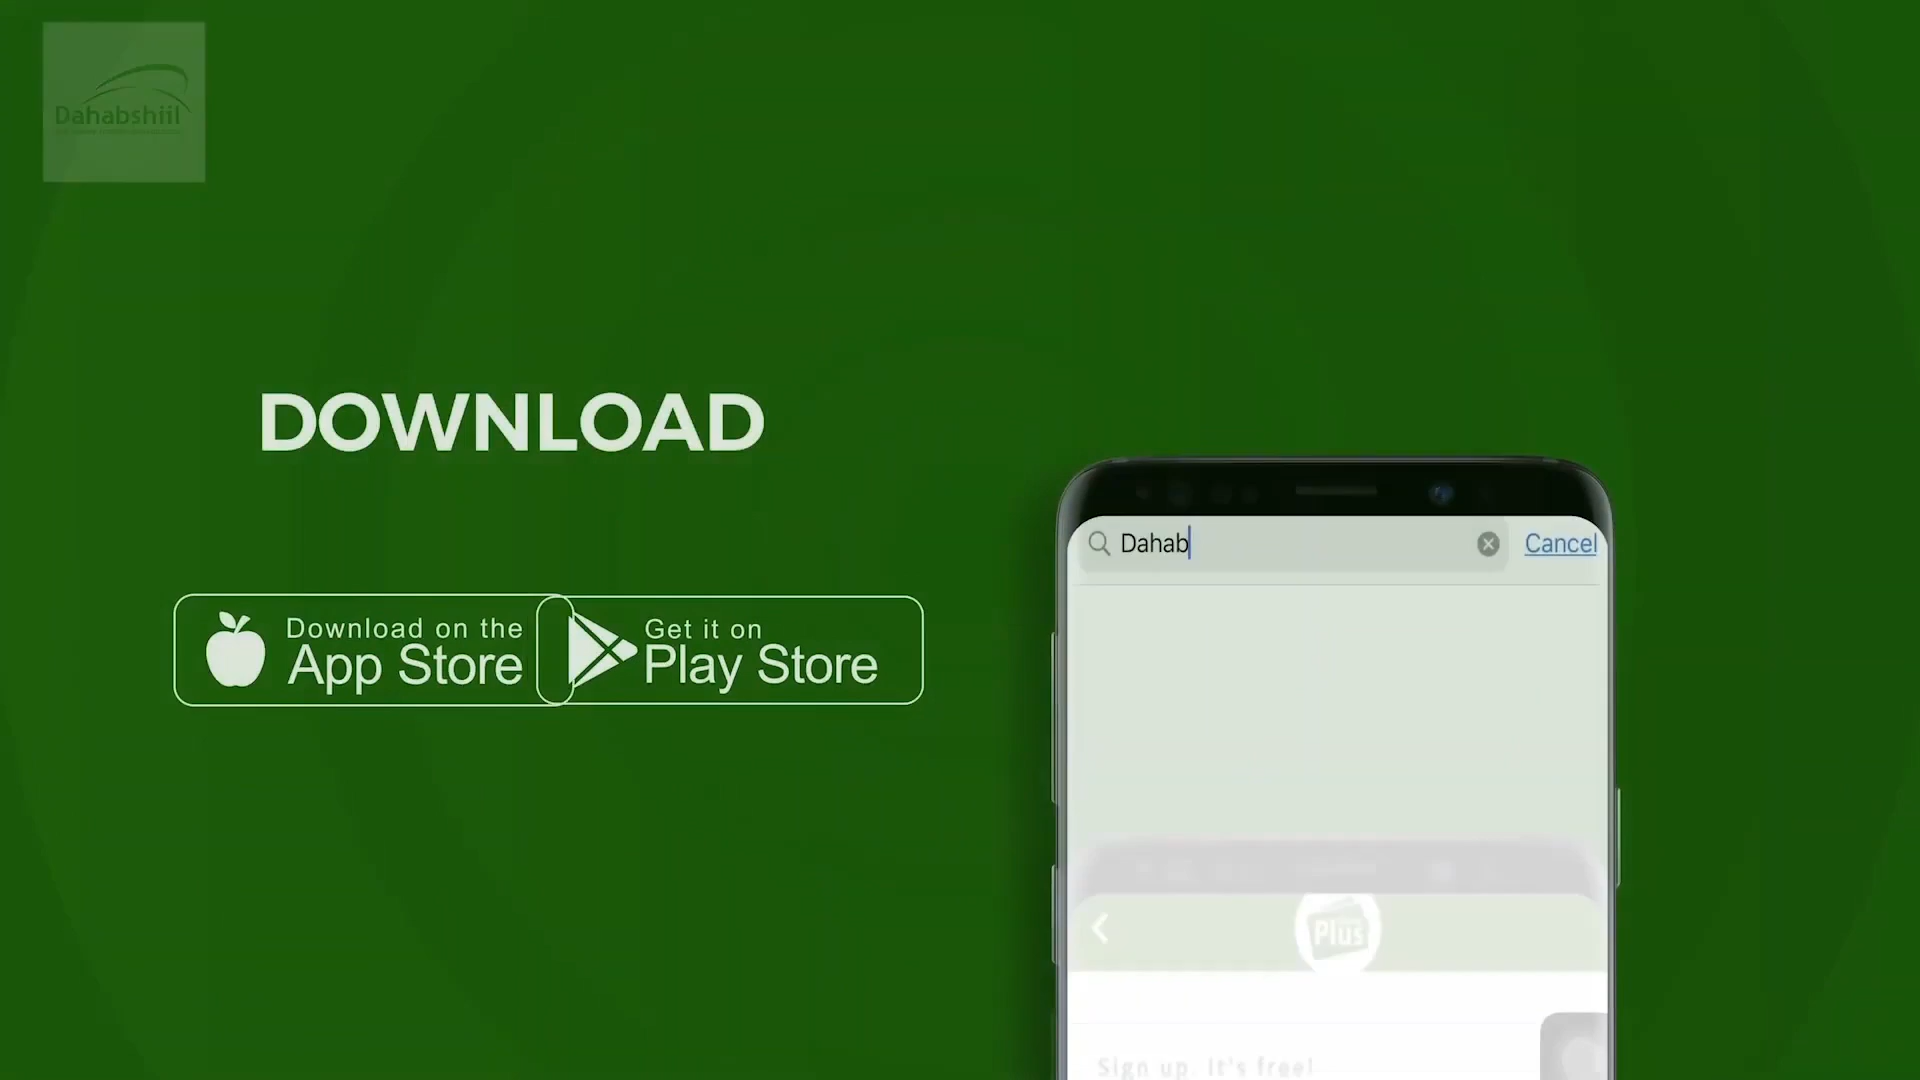 Dahabshiil
DOWNLOAD
Download on the
App Store
Get it on
Play Store
Dahab
Cancel
Plus
Sign up. It's free!